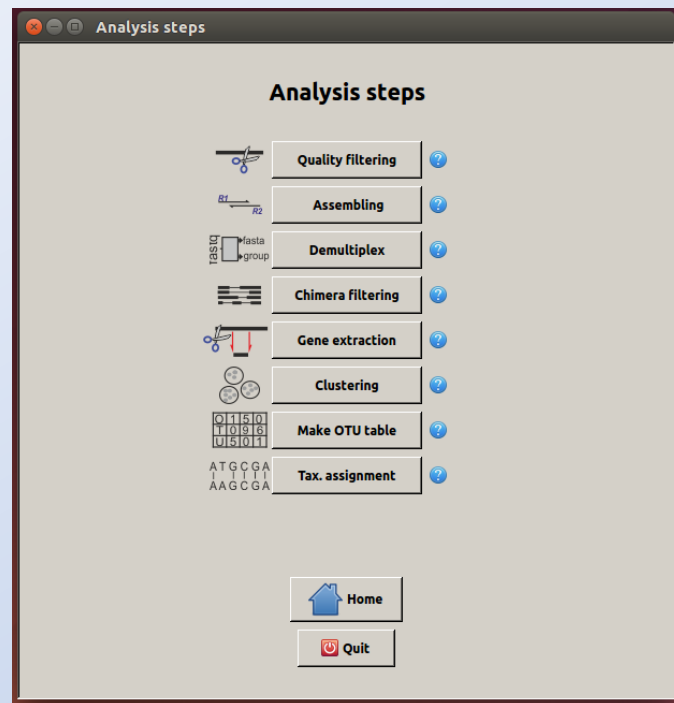 Analysis steps
Analysis steps
Quality filtering ?
R1 R2 Assembling ?
fastq fasta group Demultiplex ?
Chimera filtering ?
Gene extraction ?
Clustering ?
O 1 5 0
T 0 9 6
U 5 0 1
Make OTU table ?
ATGCGA
AAGCGA
Tax. assignment ?
Home
Quit